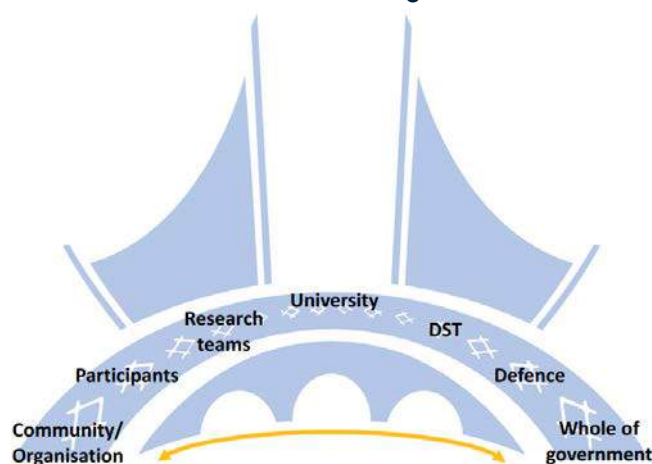 University
Research
teams
DST
Participants
Defence
Community/
Organisation
Whole of
government